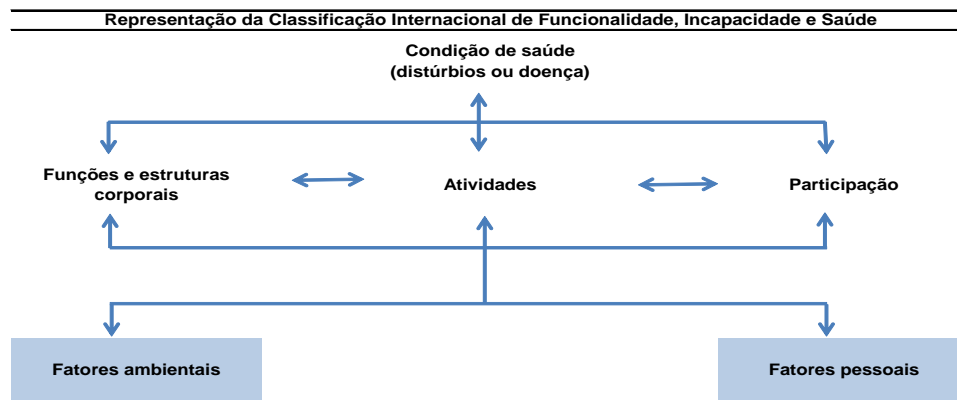 Representação da Classificação Internacional de Funcionalidade, Incapacidade e Saúde
Condição de saúde
(distúrbios ou doença)
Funções e estruturas
corporais
Atividades
Participação
Fatores ambientais
Fatores pessoais